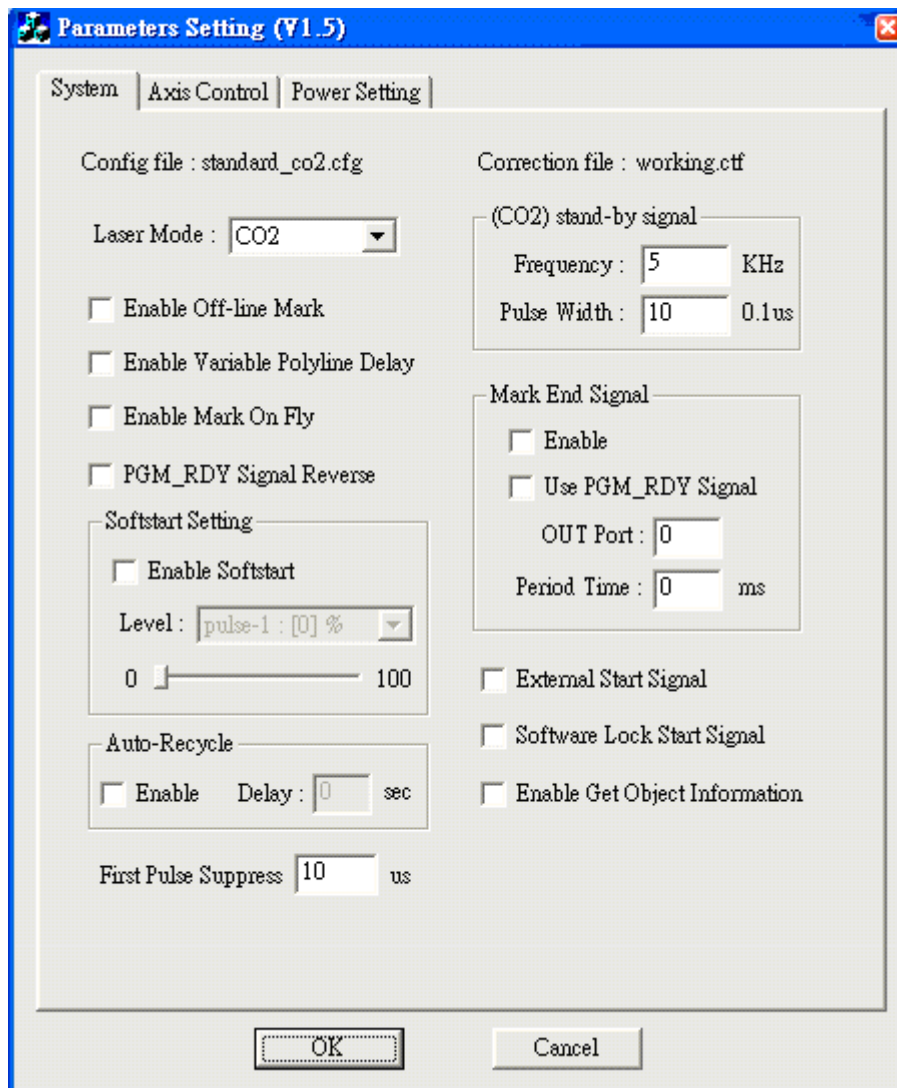 Parameters Setting (V1.5)
System
Axis Control
Power Setting
Config file : standard_co2.cfg
Correction file : working.ctf
Laser Mode : CO2
Enable Off-line Mark
Enable Variable Polyline Delay
Enable Mark On Fly
PGM_RDY Signal Reverse
Softstart Setting
Enable Softstart
Level : pulse-1 : [0] %
0 100
Auto-Recycle
Enable Delay : 0 sec
First Pulse Suppress 10 us
(CO2) stand-by signal
Frequency : 5 KHz
Pulse Width : 10 0.1us
Mark End Signal
Enable
Use PGM_RDY Signal
OUT Port : 0
Period Time : 0 ms
External Start Signal
Software Lock Start Signal
Enable Get Object Information
OK
Cancel